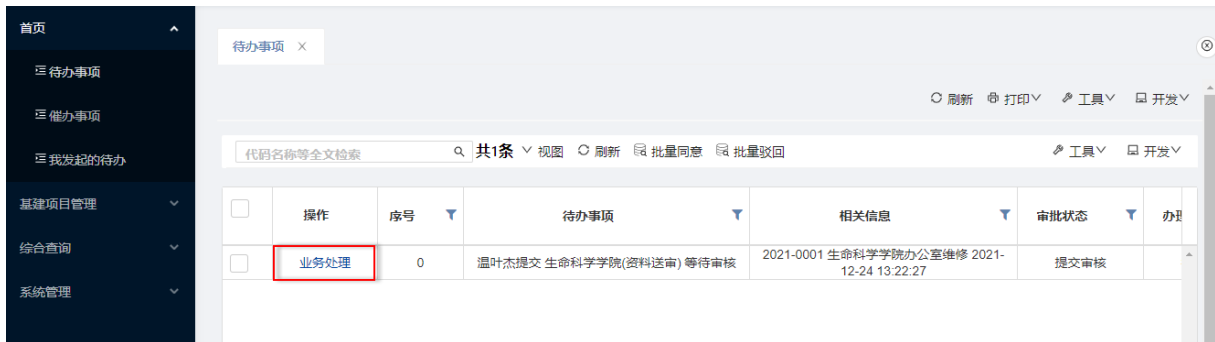 首页
待办事项
催办事项
我发起的待办
基建项目管理
综合查询
系统管理
待办事项 ×
刷新 打印 工具 开发
代码名称等全文检索 共1条 视图 刷新 批量同意 批量驳回 工具 开发
操作 序号 待办事项 相关信息 审批状态
业务处理 0 温叶杰提交 生命科学学院(资料送审) 等待审核 2021-0001 生命科学学院办公室维修 2021-
12-24 13:22:27 提交审核